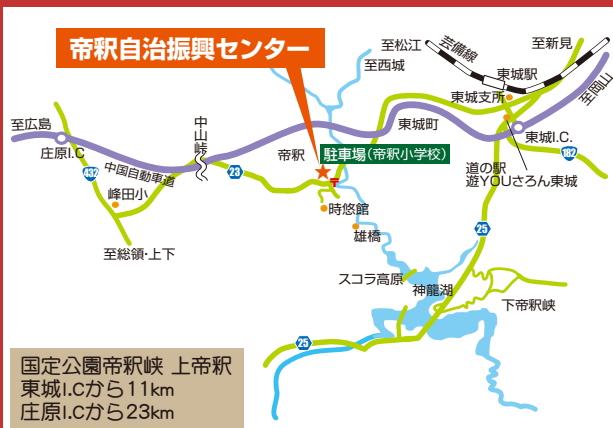 帝釈自治振興センター
至松江
芸備線
至新見
至西城
東城駅
東城支所
至岡山
至広島
庄原I.C
中国自動車道
中山峠
東城町
東城I.C.
182
帝釈
駐車場(帝釈小学校)
道の駅
遊YOUさろん東城
432
峰田小
23
時悠館
雄橋
25
至総領・上下
スコラ高原
神龍湖
下帝釈峡
25
国定公園帝釈峡 上帝釈
東城I.Cから11km
庄原I.Cから23km